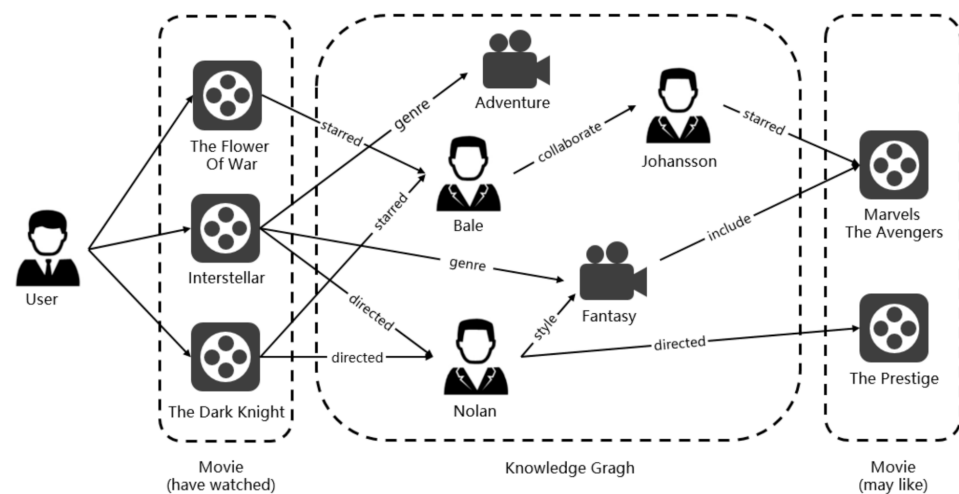 User
The Flower
Of War
Interstellar
The Dark Knight
Movie
(have watched)
starred
genre
starred
genre
directed
directed
Adventure
Bale
collaborate
Johansson
Fantasy
style
Nolan
Knowledge Gragh
starred
include
directed
Marvels
The Avengers
The Prestige
Movie
(may like)